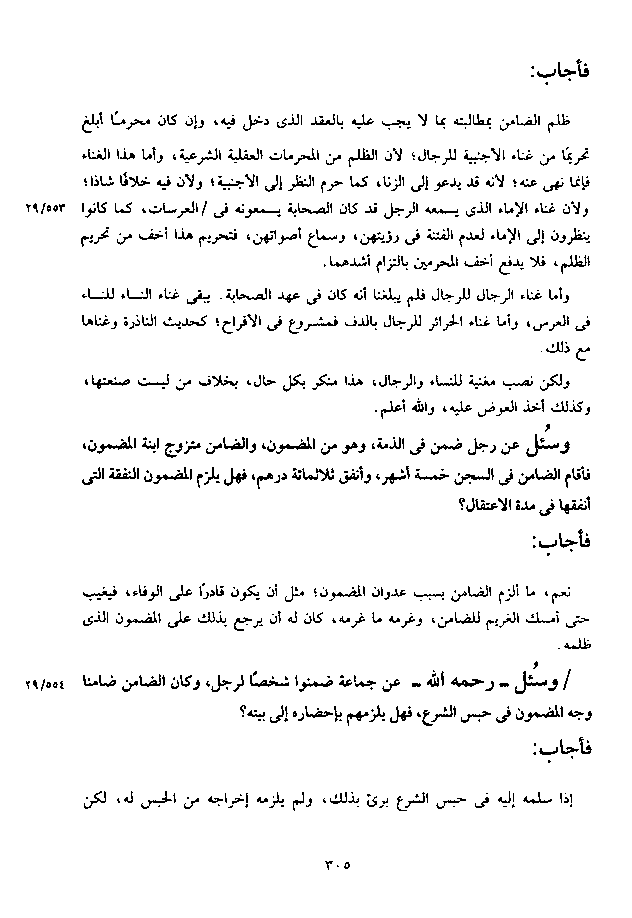 فأجاب:
ظلم الضامن بمطالبته بما لا يجب عليه بالعقد الذى دخل فيه، وإن كان محرمًا أبلغ
تحريمًا من غناء الأجنبية للرجال؛ لأن الظلم من المحرمات العقلية الشرعية، وأما هذا الغناء
فإنما نهى عنه؛ لأنه قد يدعو إلى الزنا، كما حرم النظر إلى الأجنبية؛ ولأن فيه خلافًا شاذا؛
ولأن غناء الإماء الذى يسمعه الرجل قد كان الصحابة يسمعونه فى / العرسات، كما كانوا ٢٩/٥٥٣
ينظرون إلى الإماء لعدم الفتنة فى رؤيتهن، وسماع أصواتهن، فتحريم هذا أخف من تحريم
الظلم، فلا يدفع أخف المحرمين بالتزام أشدهما.
وأما غناء الرجال للرجال فلم يبلغنا أنه كان فى عهد الصحابة. يبقى غناء النساء للنساء
فى العرس، وأما غناء الحرائر للرجال بالدف فمشروع فى الأفراح؛ كحديث الناذرة وغناها
مع ذلك.
ولكن نصب مغنية للنساء والرجال، هذا منكر بكل حال، بخلاف من ليست صنعتها،
وكذلك أخذ العوض عليه، والله أعلم.
وسُئل عن رجل ضمن فى الذمة، وهو من المضمون، والضامن متزوج ابنة المضمون،
فأقام الضامن فى السجن خمسة أشهر، وأنفق ثلاثمائة درهم، فهل يلزم المضمون النفقة التى
أنفقها فى مدة الاعتقال؟
فأجاب:
نعم، ما ألزم الضامن بسبب عدوان المضمون؛ مثل أن يكون قادرًا على الوفاء، فيغيب
حتى أمسك الغريم للضامن، وغرمه ما غرمه، كان له أن يرجع بذلك على المضمون الذى
ظلمه.
/ وسُئل ـ رحمه الله ـ عن جماعة ضمنوا شخصًا لرجل، وكان الضامن ضامنا ٢٩/٥٥٤
وجه المضمون فى حبس الشرع، فهل يلزمهم بإحضاره إلى بيته؟
فأجاب:
إذا سلمه إليه فى حبس الشرع برئ بذلك، ولم يلزمه إخراجه من الحبس له، لكن
٣٠٥